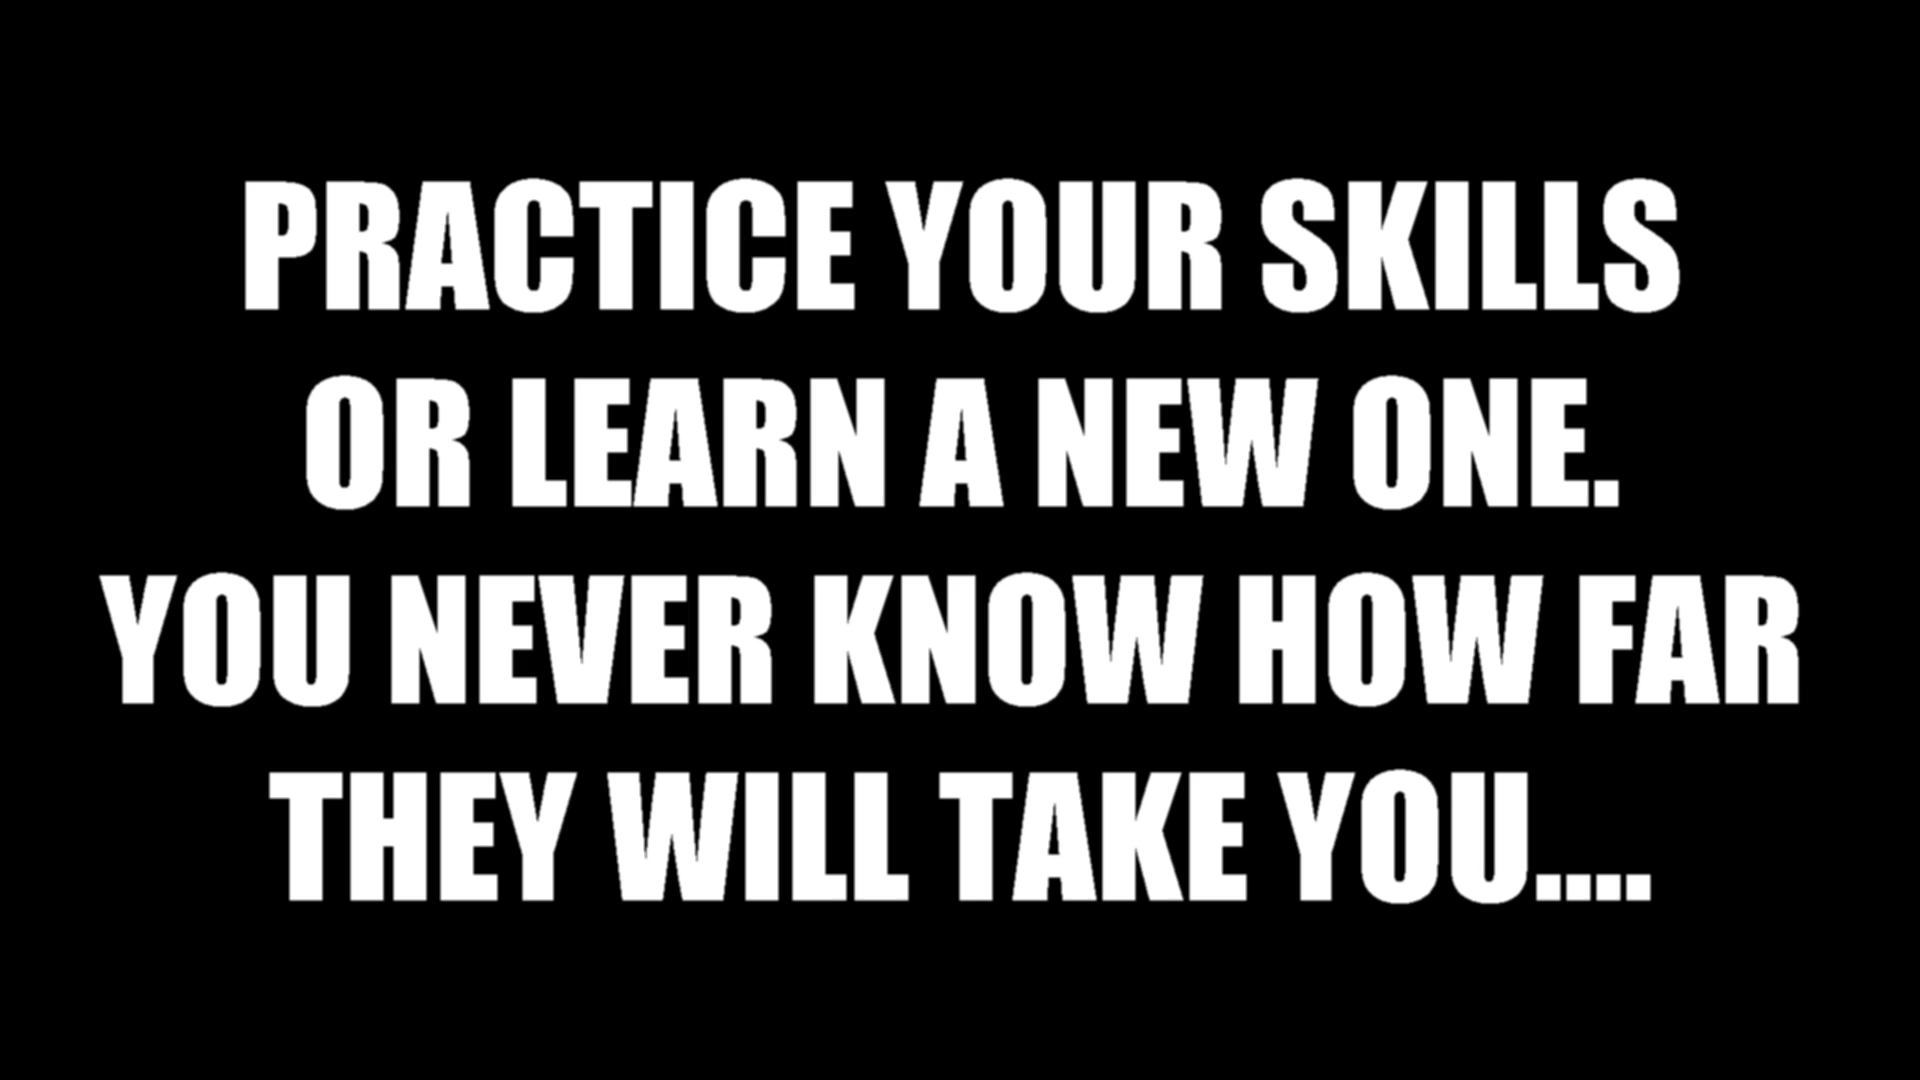 PRACTICE YOUR SKILLS
OR LEARN A NEW ONE.
YOU NEVER KNOW HOW FAR
THEY WILL TAKE YOU....